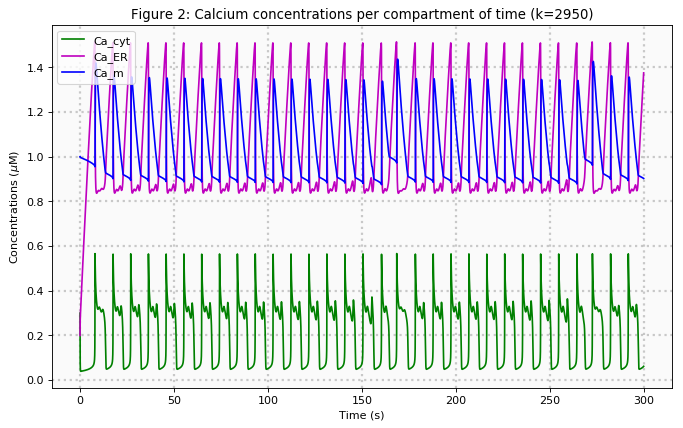 Figure 2: Calcium concentrations per compartment of time (k=2950)
Ca_cyt
Ca_ER
Ca_m
Concentrations (μM)
1.4
1.2
1.0
0.8
0.6
0.4
0.2
0.0
0 50 100 150 200 250 300
Time (s)